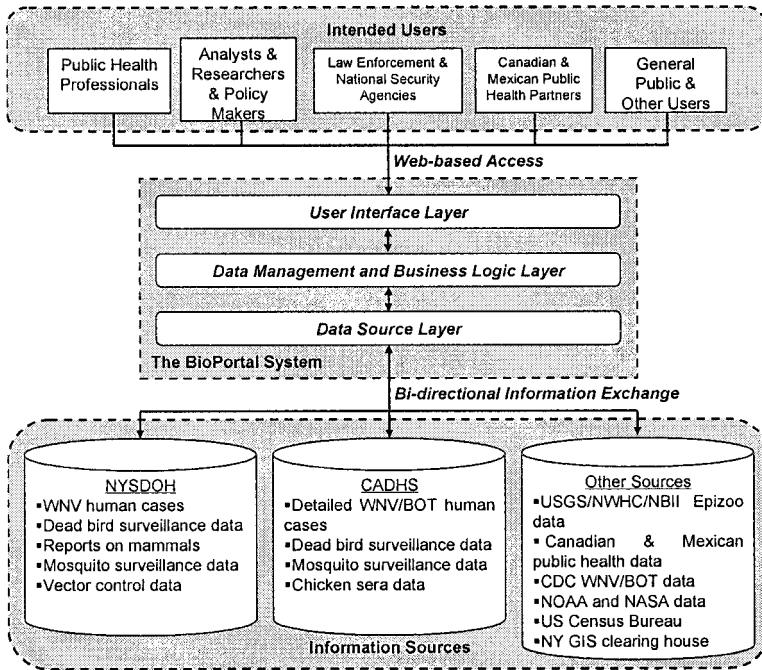 Intended Users
Public Health
Professionals
Analysts &
Researchers
& Policy
Makers
Law Enforcement &
National Security
Agencies
Canadian &
Mexican Public
Health Partners
General
Public &
Other Users
Web-based Access
User Interface Layer
Data Management and Business Logic Layer
Data Source Layer
The BioPortal System
Bi-directional Information Exchange
NYSDOH
▪WNV human cases
▪Dead bird surveillance data
▪Reports on mammals
▪Mosquito surveillance data
▪Vector control data
CADHS
▪Detailed WNV/BOT human
cases
▪Dead bird surveillance data
▪Mosquito surveillance data
▪Chicken sera data
Other Sources
▪USGS/NWHC/NBII Epizoo
data
▪Canadian & Mexican
public health data
▪CDC WNV/BOT data
▪NOAA and NASA data
▪US Census Bureau
▪NY GIS clearing house
Information Sources